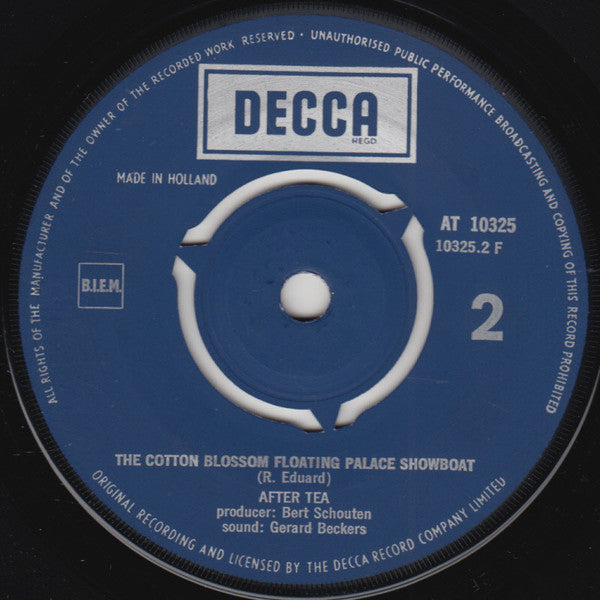 ALL RIGHTS OF THE MANUFACTURER AND OF THE OWNER OF THE RECORDED WORK RESERVED · UNAUTHORISED PUBLIC PERFORMANCE BROADCASTING AND COPYING OF THIS RECORD PROHIBITED
DECCA
REGD
MADE IN HOLLAND
AT 10325
10325.2 F
B.I.E.M.
2
THE COTTON BLOSSOM FLOATING PALACE SHOWBOAT
(R. Eduard)
AFTER TEA
producer: Bert Schouten
sound: Gerard Beckers
ORIGINAL RECORDING AND LICENSED BY THE DECCA RECORD COMPANY LIMITED